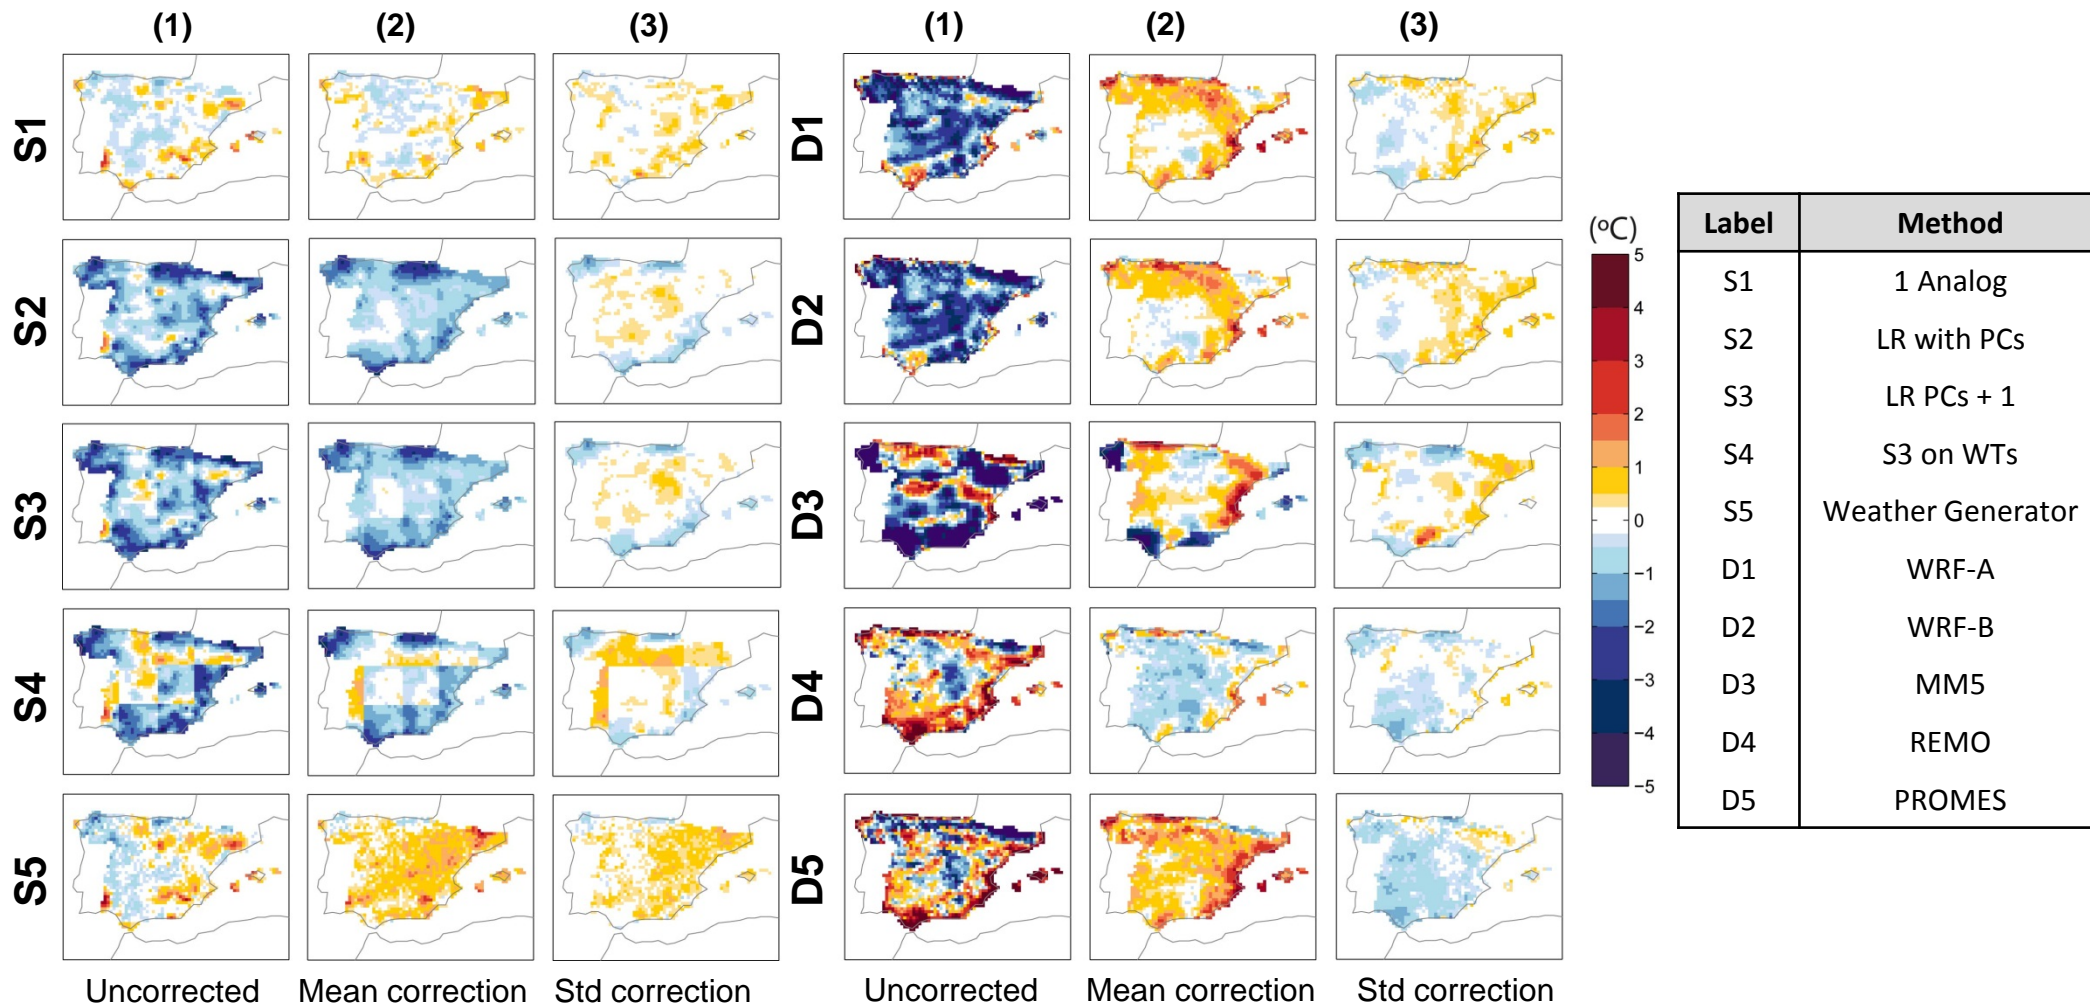 (1) (2) (3) (1) (2) (3)
S1
D1
S2
D2
S3
D3
S4
D4
S5
D5
Uncorrected Mean correction Std correction Uncorrected Mean correction Std correction
(ºC)
5
4
3
2
1
0
−1
−2
−3
−4
−5
Label Method
S1 1 Analog
S2 LR with PCs
S3 LR PCs + 1
S4 S3 on WTs
S5 Weather Generator
D1 WRF-A
D2 WRF-B
D3 MM5
D4 REMO
D5 PROMES